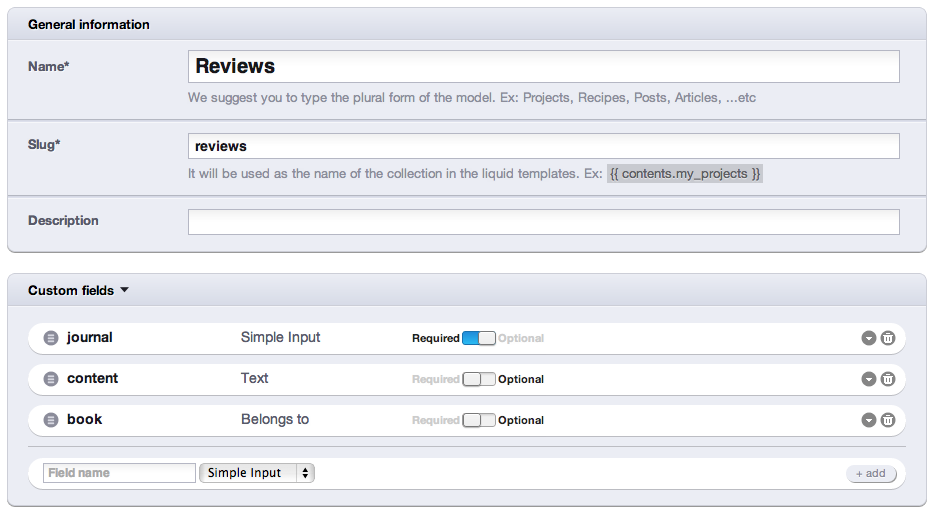 General information
Name*
Reviews
We suggest you to type the plural form of the model. Ex: Projects, Recipes, Posts, Articles, ...etc
Slug*
reviews
It will be used as the name of the collection in the liquid templates. Ex: {{ contents.my_projects }}
Description
Custom fields
journal Simple Input Required Optional
content Text Required Optional
book Belongs to Required Optional
Field name Simple Input + add